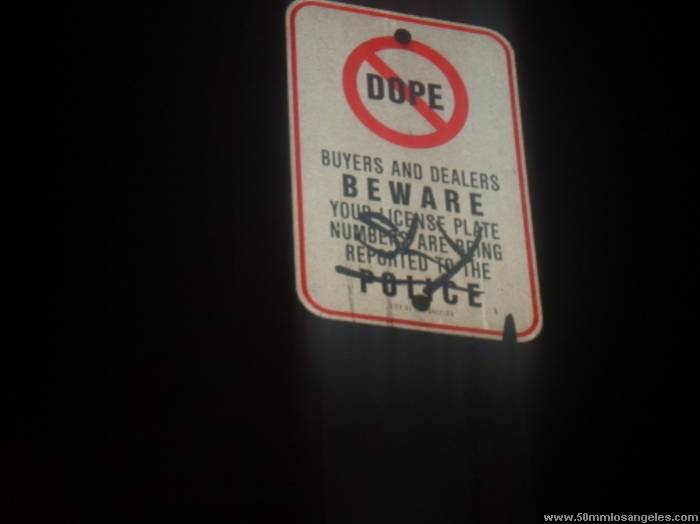 DOPE
BUYERS AND DEALERS
BEWARE
YOUR LICENSE PLATE
NUMBERS ARE BEING
REPORTED TO THE
POLICE
www.50mmlosangeles.com